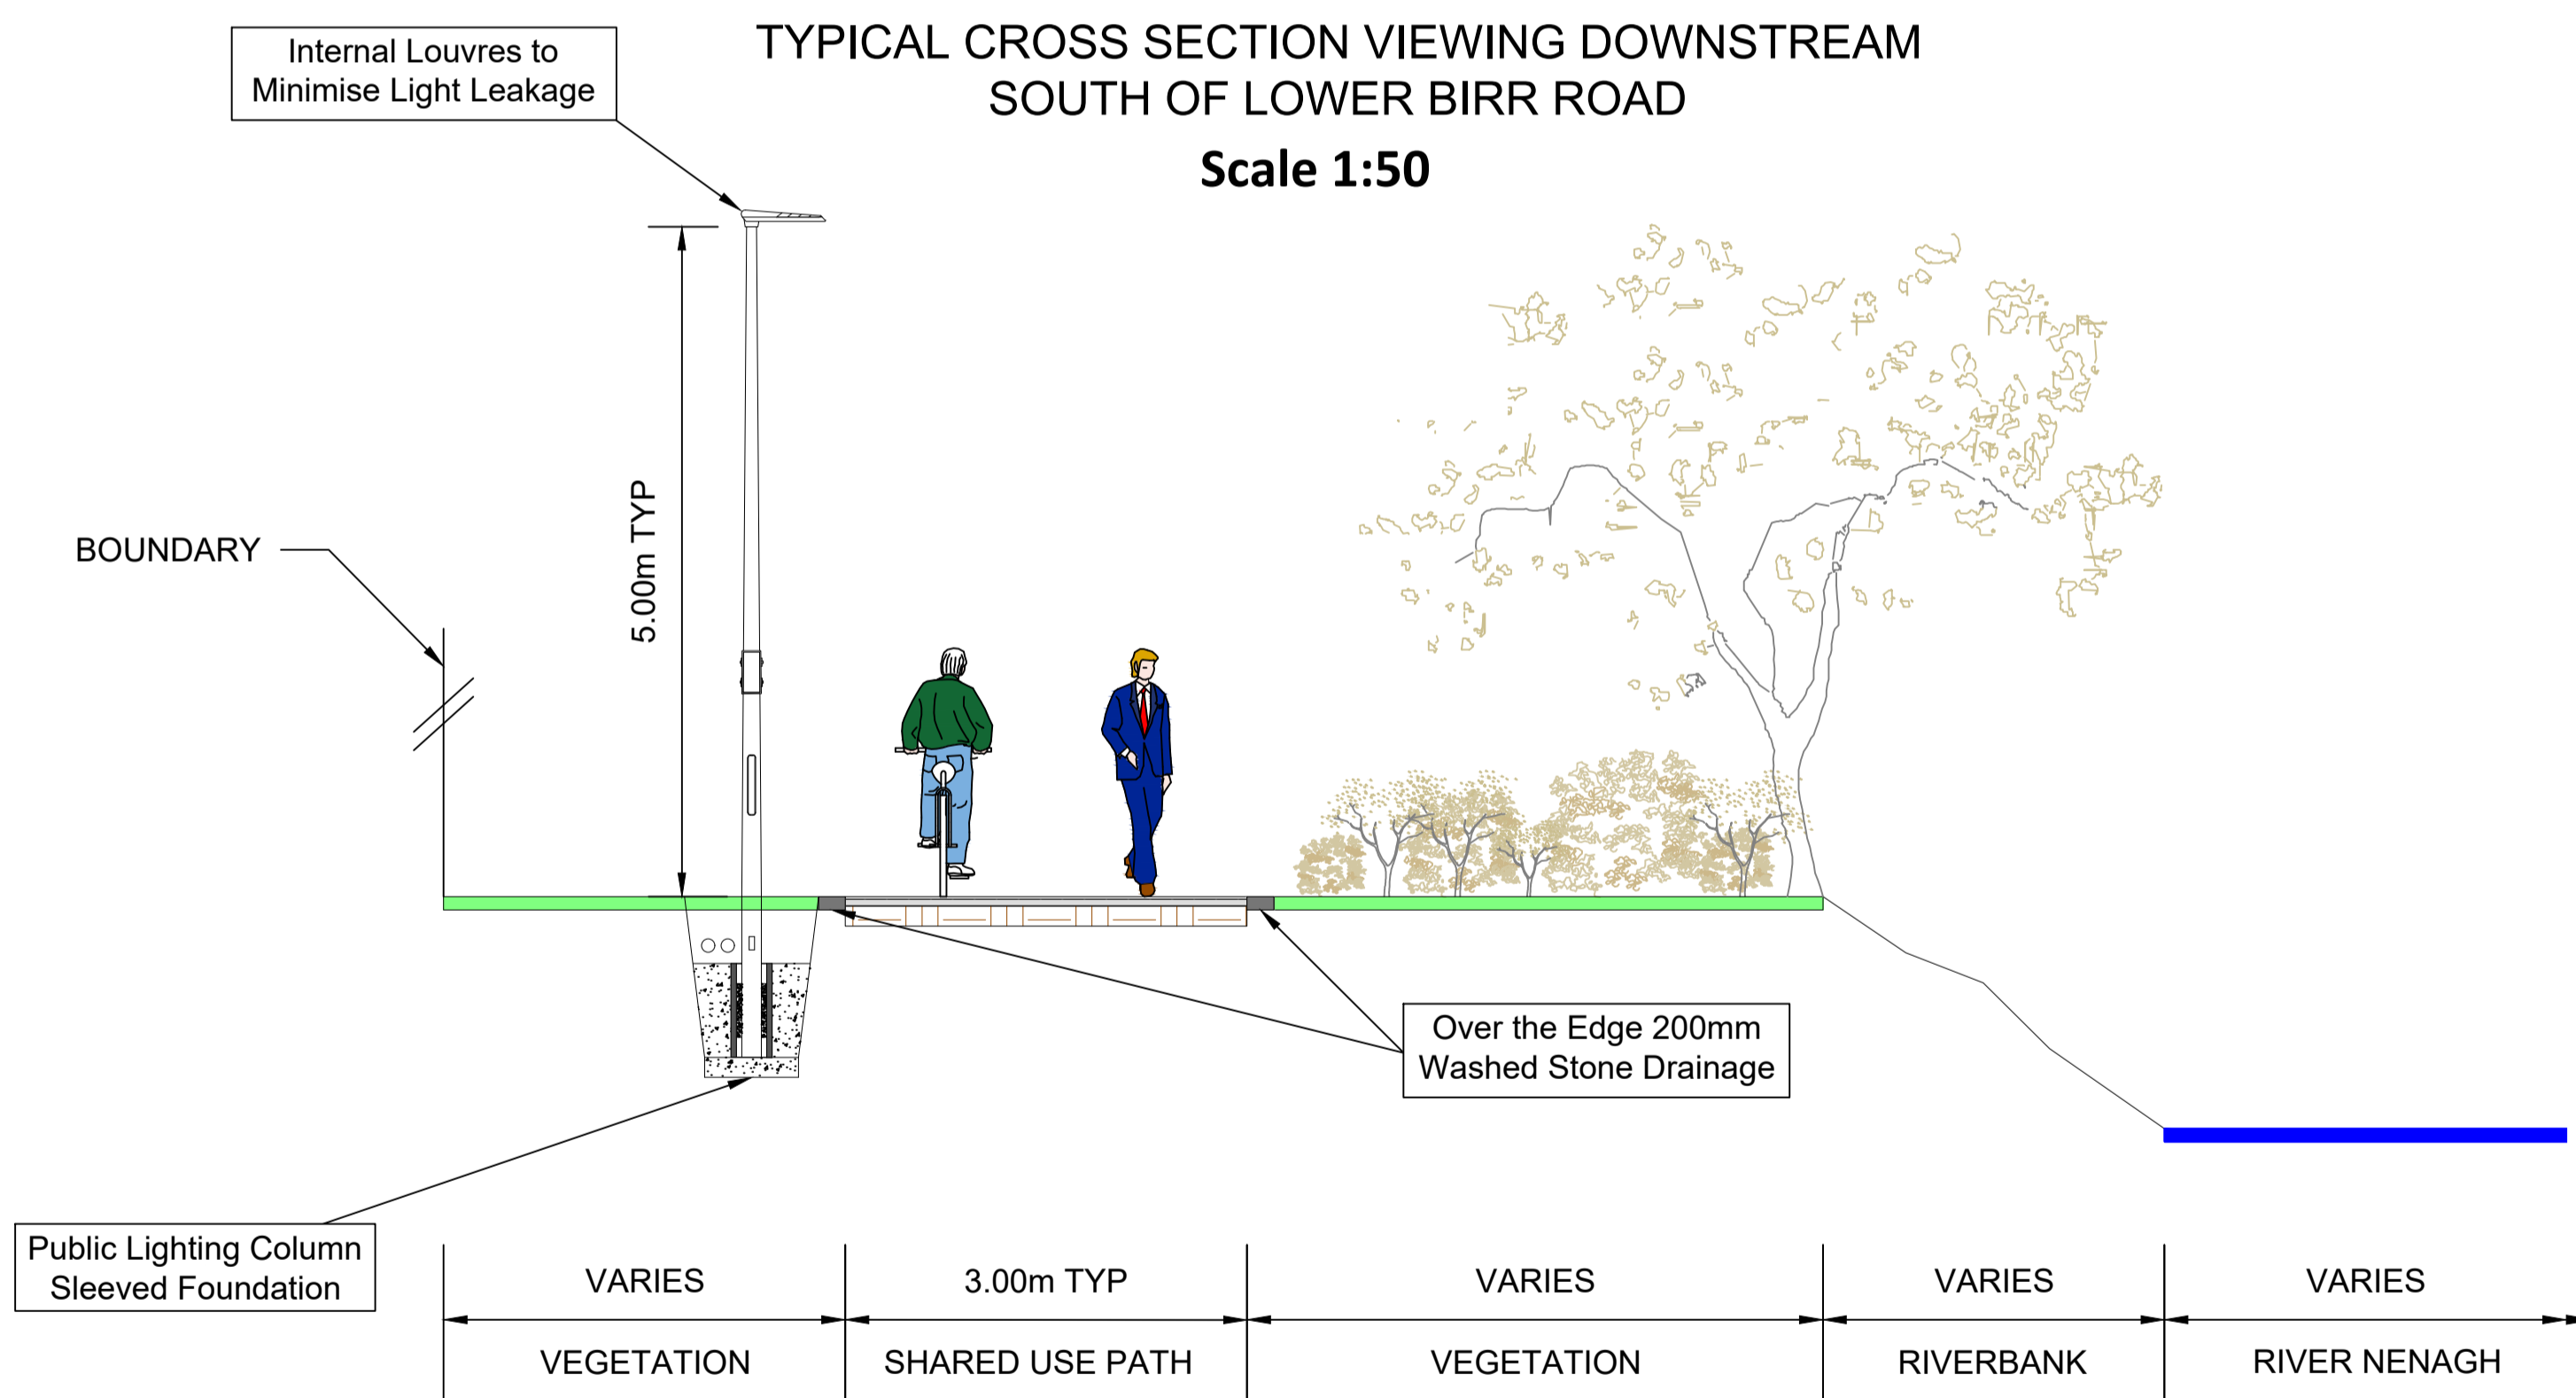 TYPICAL CROSS SECTION VIEWING DOWNSTREAM
SOUTH OF LOWER BIRR ROAD
Scale 1:50
Internal Louvres to
Minimise Light Leakage
5.00m TYP
BOUNDARY
Over the Edge 200mm
Washed Stone Drainage
Public Lighting Column
Sleeved Foundation
VARIES
3.00m TYP
VARIES
VARIES
VARIES
VEGETATION
SHARED USE PATH
VEGETATION
RIVERBANK
RIVER NENAGH